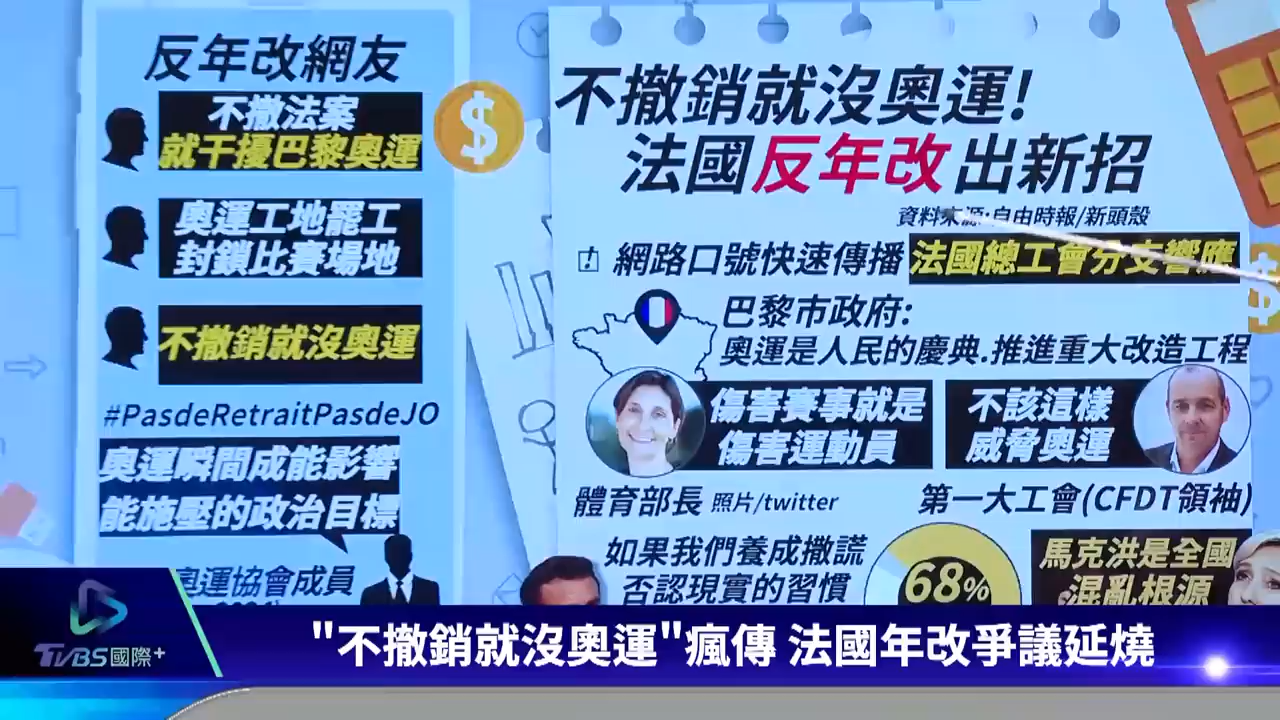 反年改網友
不撤法案
就干擾巴黎奧運
奧運工地罷工
封鎖比賽場地
不撤銷就沒奧運
#PasdeRetraitPasdeJO
奧運瞬間成能影響
能施壓的政治目標
奧運協會成員
不撤銷就沒奧運!
法國反年改出新招
資料來源:自由時報/新頭殼
網路口號快速傳播 法國總工會分支響應
巴黎市政府:
奧運是人民的慶典.推進重大改造工程
傷害賽事就是
傷害運動員
體育部長 照片/twitter
不該這樣
威脅奧運
第一大工會(CFDT領袖)
如果我們養成撒謊
否認現實的習慣
68%
馬克洪是全國
混亂根源
TVBS國際+
"不撤銷就沒奧運"瘋傳 法國年改爭議延燒